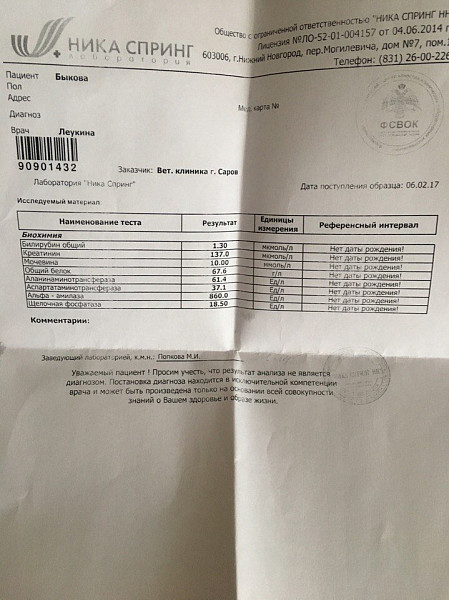 НИКА СПРИНГ
лаборатория
Общество с ограниченной ответственностью "НИКА СПРИНГ НН
Лицензия №ЛО-52-01-004157 от 04.06.2014 г
603006, г.Нижний Новгород, пер.Могилевича, дом №7, пом.1
Телефон: (831) 26-00-226
Пациент Быкова
Пол
Адрес
Мед. карта №
Диагноз
ФСВОК
Врач Леукина
90901432
Заказчик: Вет. клиника г. Саров
Лаборатория "Ника Спринг"
Дата поступления образца: 06.02.17
Исследуемый материал:
Наименование теста Результат Единицы измерения Референсный интервал
Биохимия
Билирубин общий 1.30 мкмоль/л Нет даты рождения!
Креатинин 137.0 мкмоль/л Нет даты рождения!
Мочевина 10.00 ммоль/л Нет даты рождения!
Общий белок 67.6 г/л Нет даты рождения!
Аланинаминотрансфераза 61.4 Ед/л Нет даты рождения!
Аспартатаминотрансфераза 37.1 Ед/л Нет даты рождения!
Альфа - амилаза 860.0 Ед/л Нет даты рождения!
Щелочная фосфатаза 18.50 Ед/л Нет даты рождения!
Комментарии:
Заведующий лабораторией, к.м.н.: Попкова М.И.
Уважаемый пациент ! Просим учесть, что результат анализа не является
диагнозом. Постановка диагноза находится в исключительной компетенции
врача и может быть произведена только на основании всей совокупности
знаний о Вашем здоровье и образе жизни.